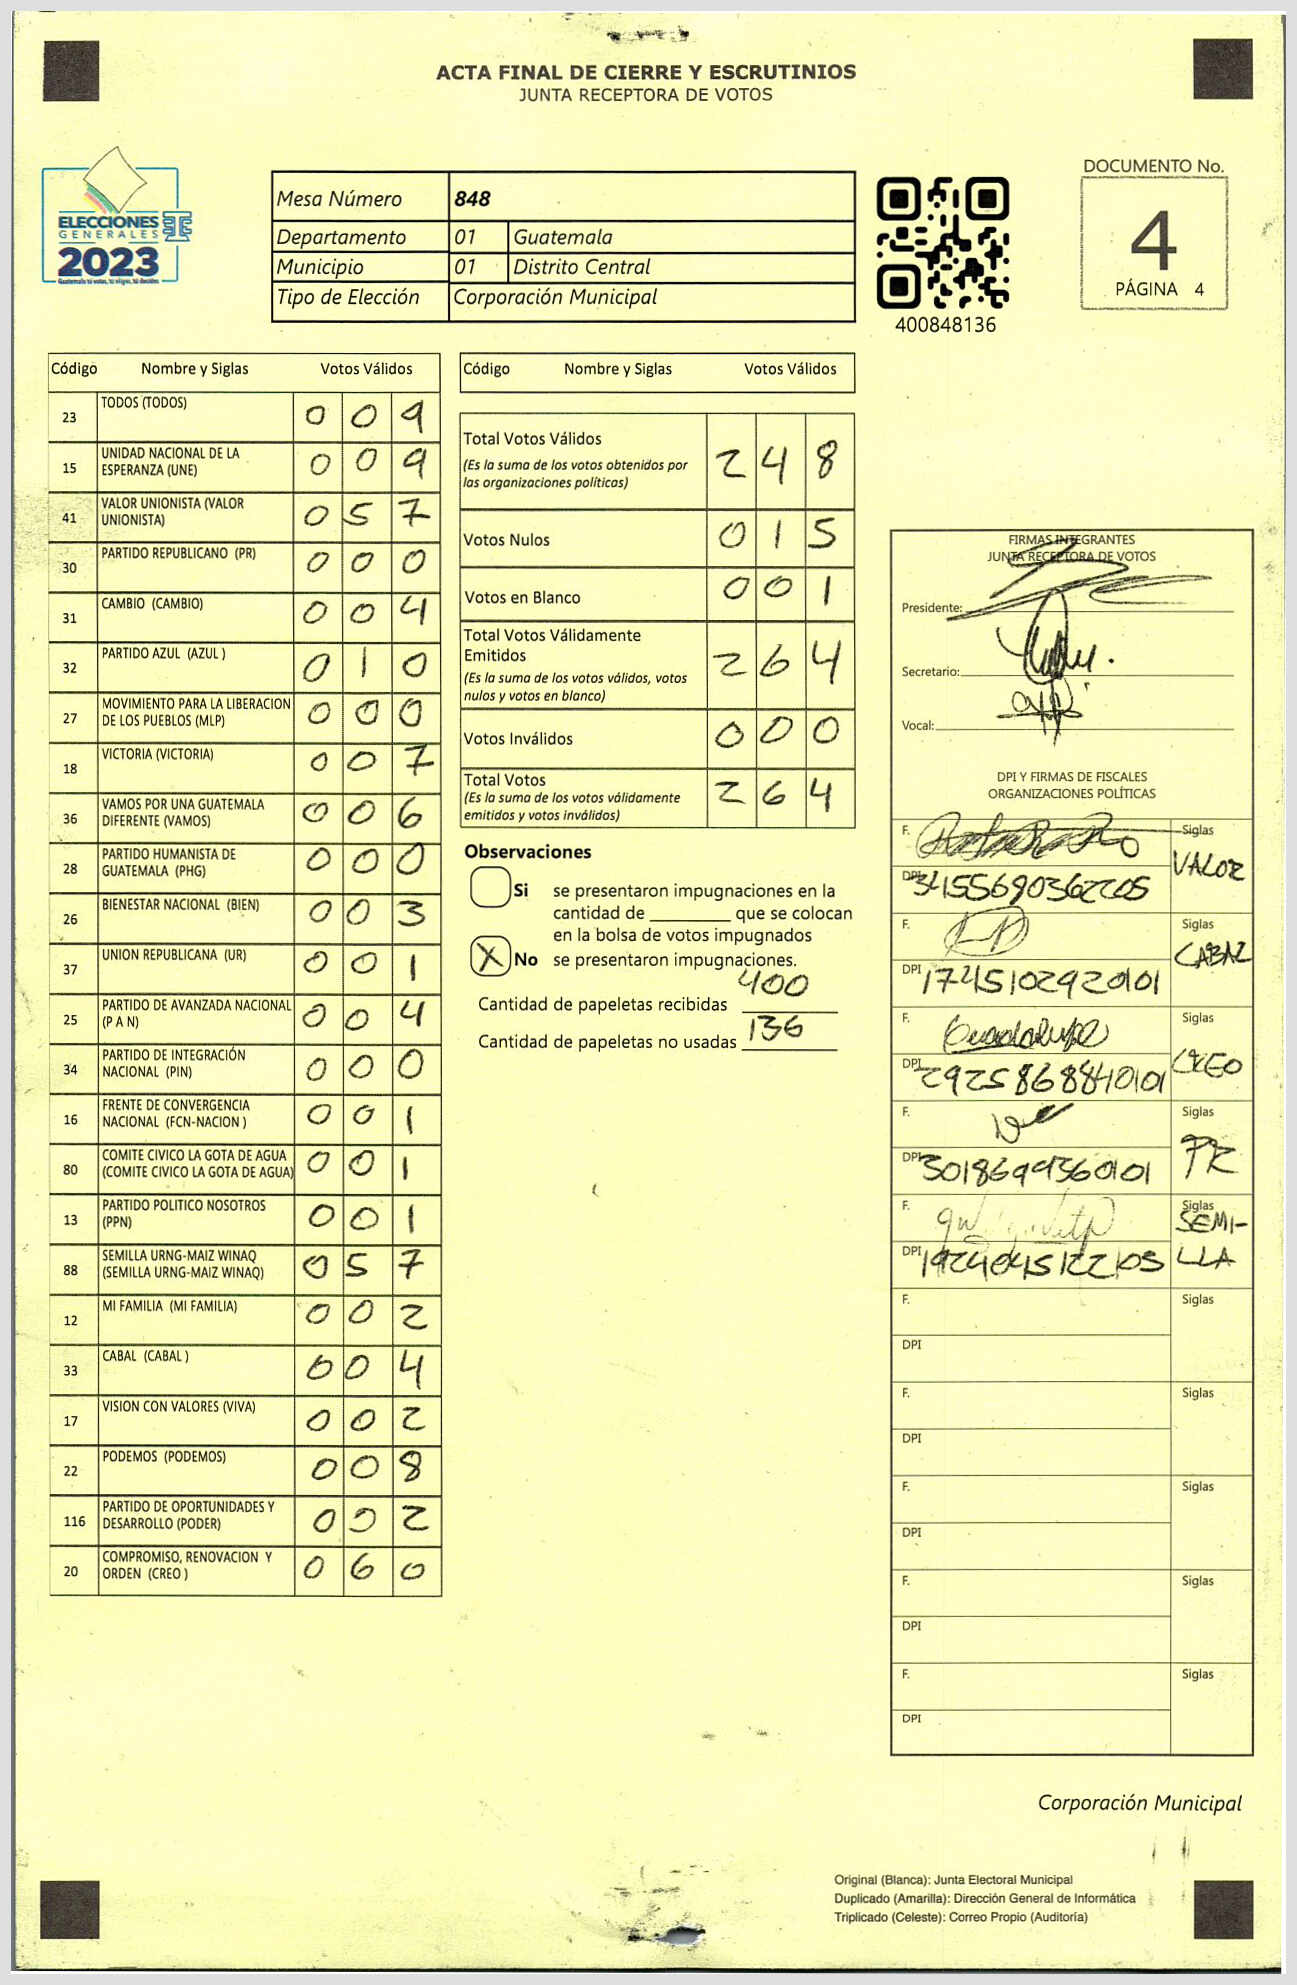 ACTA FINAL DE CIERRE Y ESCRUTINIOS
JUNTA RECEPTORA DE VOTOS
ELECCIONES
GENERALES
2023
Guatemala tú votas, tú eliges, tú decides
Mesa Número 848
Departamento 01 Guatemala
Municipio 01 Distrito Central
Tipo de Elección Corporación Municipal
400848136
DOCUMENTO No.
4
PÁGINA 4
Código Nombre y Siglas Votos Válidos
23 TODOS (TODOS) 0 0 9
15 UNIDAD NACIONAL DE LA
ESPERANZA (UNE) 0 0 9
41 VALOR UNIONISTA (VALOR
UNIONISTA) 0 5 7
30 PARTIDO REPUBLICANO (PR) 0 0 0
31 CAMBIO (CAMBIO) 0 0 4
32 PARTIDO AZUL (AZUL ) 0 1 0
27 MOVIMIENTO PARA LA LIBERACION
DE LOS PUEBLOS (MLP) 0 0 0
18 VICTORIA (VICTORIA) 0 0 7
36 VAMOS POR UNA GUATEMALA
DIFERENTE (VAMOS) 0 0 6
28 PARTIDO HUMANISTA DE
GUATEMALA (PHG) 0 0 0
26 BIENESTAR NACIONAL (BIEN) 0 0 3
37 UNION REPUBLICANA (UR) 0 0 1
25 PARTIDO DE AVANZADA NACIONAL
(P A N) 0 0 4
34 PARTIDO DE INTEGRACIÓN
NACIONAL (PIN) 0 0 0
16 FRENTE DE CONVERGENCIA
NACIONAL (FCN-NACION ) 0 0 1
80 COMITE CIVICO LA GOTA DE AGUA
(COMITE CIVICO LA GOTA DE AGUA) 0 0 1
13 PARTIDO POLITICO NOSOTROS
(PPN) 0 0 1
88 SEMILLA URNG-MAIZ WINAQ
(SEMILLA URNG-MAIZ WINAQ) 0 5 7
12 MI FAMILIA (MI FAMILIA) 0 0 2
33 CABAL (CABAL ) 0 0 4
17 VISION CON VALORES (VIVA) 0 0 2
22 PODEMOS (PODEMOS) 0 0 8
116 PARTIDO DE OPORTUNIDADES Y
DESARROLLO (PODER) 0 0 2
20 COMPROMISO, RENOVACION Y
ORDEN (CREO ) 0 6 0
Código Nombre y Siglas Votos Válidos
Total Votos Válidos 2 4 8
(Es la suma de los votos obtenidos por
las organizaciones políticas)
Votos Nulos 0 1 5
Votos en Blanco 0 0 1
Total Votos Válidamente
Emitidos 2 6 4
(Es la suma de los votos válidos, votos
nulos y votos en blanco)
Votos Inválidos 0 0 0
Total Votos 2 6 4
(Es la suma de los votos válidamente
emitidos y votos inválidos)
Observaciones
Si se presentaron impugnaciones en la
cantidad de ________ que se colocan
en la bolsa de votos impugnados
X No se presentaron impugnaciones.
Cantidad de papeletas recibidas 400
Cantidad de papeletas no usadas 136
FIRMAS INTEGRANTES
JUNTA RECEPTORA DE VOTOS
Presidente:
Secretario:
Vocal:
DPI Y FIRMAS DE FISCALES
ORGANIZACIONES POLÍTICAS
F. Siglas
VALOR
DPI 34155690362205
F. Siglas
CABAL
DPI 1745102920101
F. Guadalupe Siglas
CREO
DPI 2925868840101
F. Siglas
PR
DPI 3018699360101
F. Siglas
SEMI-
LLA
DPI
F. Siglas
DPI
F. Siglas
DPI
F. Siglas
DPI
F. Siglas
DPI
F. Siglas
DPI
Corporación Municipal
Original (Blanca): Junta Electoral Municipal
Duplicado (Amarilla): Dirección General de Informática
Triplicado (Celeste): Correo Propio (Auditoría)